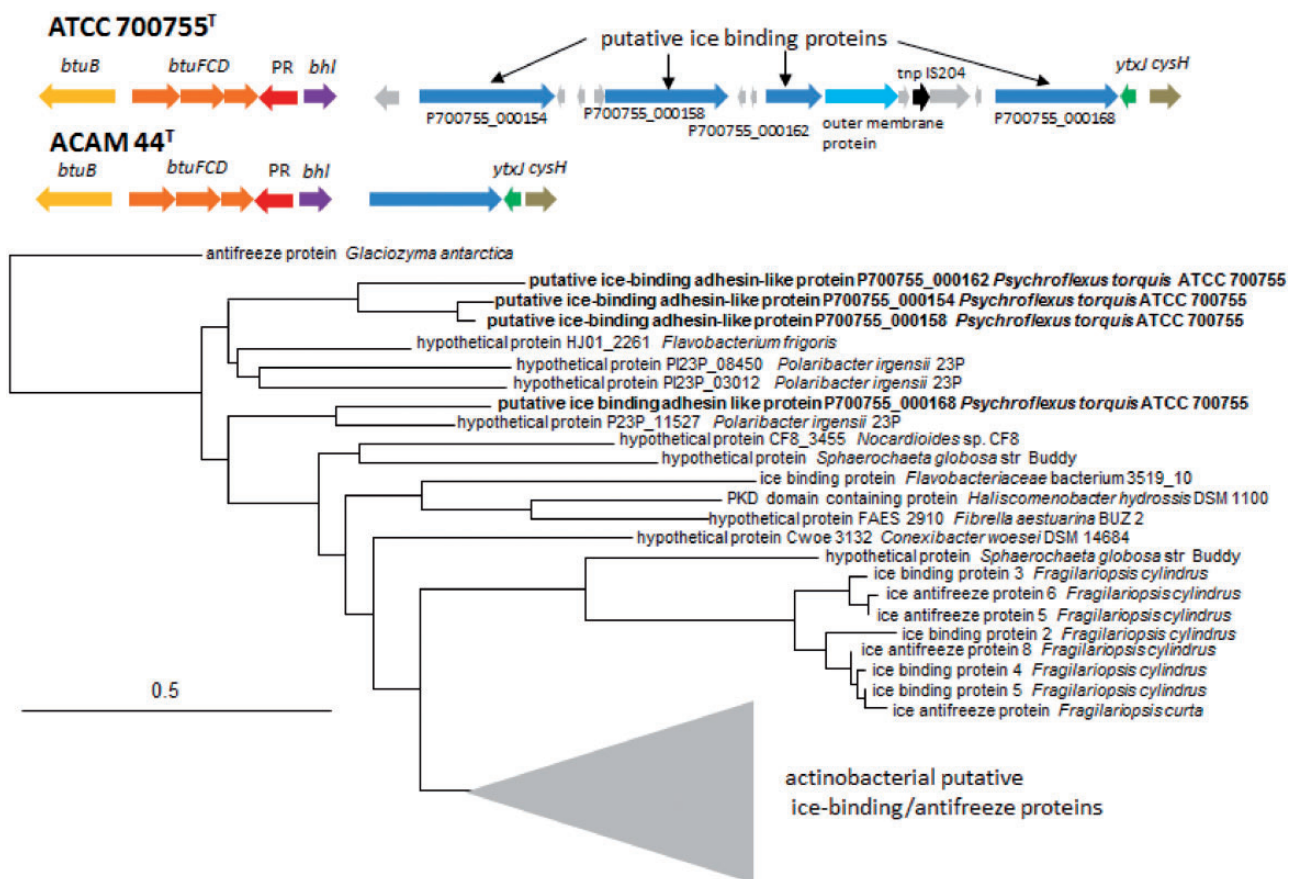 ATCC 700755T
putative ice binding proteins
btuB btuFCD PR bhI tnp IS204 ytxJ cysH
P700755_000154 P700755_000158 P700755_000162 outer membrane protein P700755_000168
ACAM 44T
btuB btuFCD PR bhI ytxJ cysH
antifreeze protein Glaciozyma antarctica
putative ice-binding adhesin-like protein P700755_000162 Psychroflexus torquis ATCC 700755
putative ice-binding adhesin-like protein P700755_000154 Psychroflexus torquis ATCC 700755
putative ice-binding adhesin-like protein P700755_000158 Psychroflexus torquis ATCC 700755
hypothetical protein HJ01_2261 Flavobacterium frigoris
hypothetical protein PI23P_08450 Polaribacter irgensii 23P
hypothetical protein PI23P_03012 Polaribacter irgensii 23P
putative ice binding adhesin like protein P700755_000168 Psychroflexus torquis ATCC 700755
hypothetical protein P23P_11527 Polaribacter irgensii 23P
hypothetical protein CF8_3455 Nocardioides sp. CF8
hypothetical protein Sphaerochaeta globosa str Buddy
ice binding protein Flavobacteriaceae bacterium 3519_10
PKD domain containing protein Haliscomenobacter hydrossis DSM 1100
hypothetical protein FAES 2910 Fibrella aestuarina BUZ 2
hypothetical protein Cwoe 3132 Conexibacter woesei DSM 14684
hypothetical protein Sphaerochaeta globosa str Buddy
ice binding protein 3 Fragilariopsis cylindrus
ice antifreeze protein 6 Fragilariopsis cylindrus
ice antifreeze protein 5 Fragilariopsis cylindrus
ice binding protein 2 Fragilariopsis cylindrus
ice antifreeze protein 8 Fragilariopsis cylindrus
ice binding protein 4 Fragilariopsis cylindrus
ice binding protein 5 Fragilariopsis cylindrus
ice antifreeze protein Fragilariopsis curta
0.5
actinobacterial putative
ice-binding/antifreeze proteins